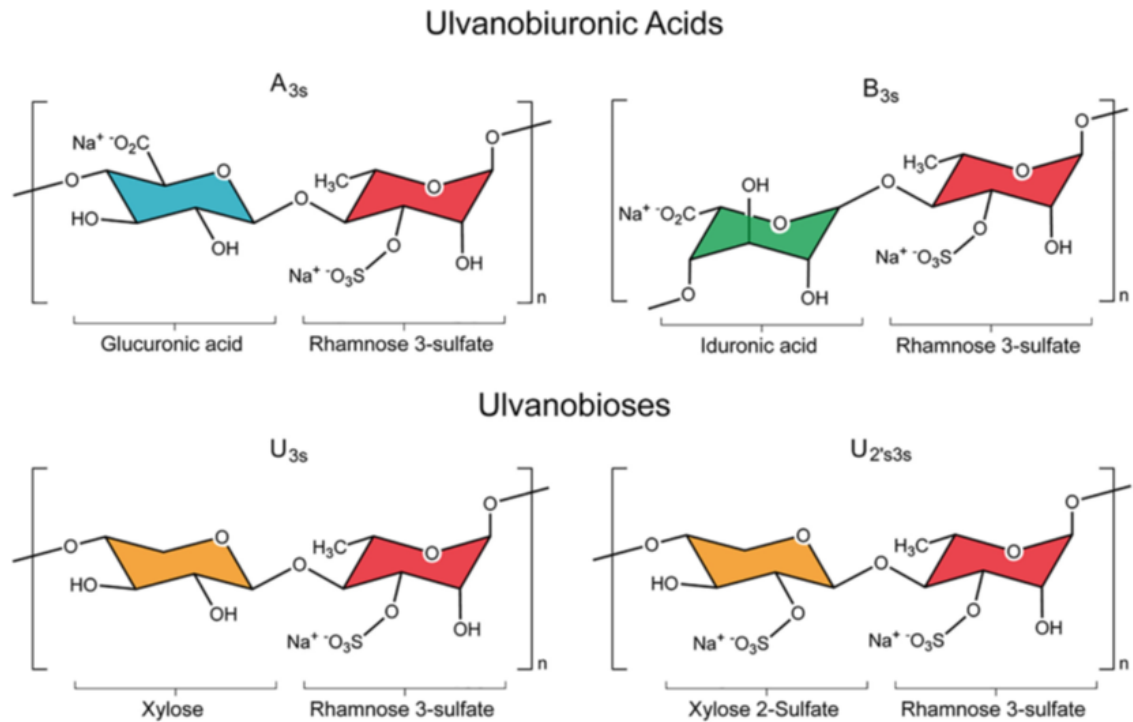 Ulvanobiuronic Acids
A3s
B3s
Na+ -O2C
O
O
HO
OH
O
H3C
O
O
O
Na+ -O3S
OH
n
Na+ -O2C
OH
O
O
OH
O
H3C
O
O
O
Na+ -O3S
OH
n
Glucuronic acid
Rhamnose 3-sulfate
Iduronic acid
Rhamnose 3-sulfate
Ulvanobioses
U3s
U2's3s
O
O
HO
OH
O
H3C
O
O
O
Na+ -O3S
OH
n
O
O
HO
O
Na+ -O3S
O
H3C
O
O
O
Na+ -O3S
OH
n
Xylose
Rhamnose 3-sulfate
Xylose 2-Sulfate
Rhamnose 3-sulfate